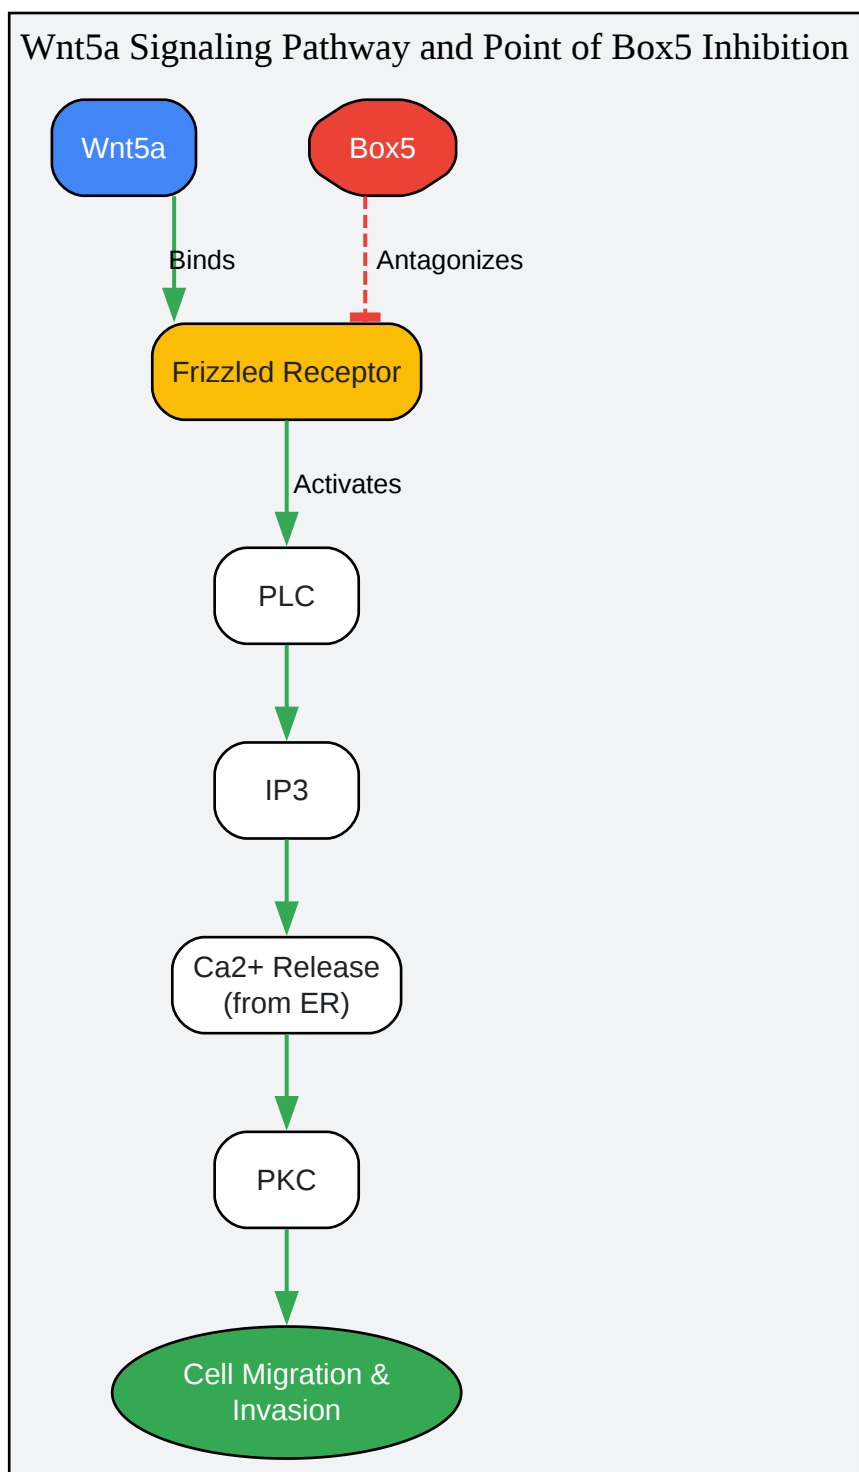 Wnt5a Signaling Pathway and Point of Box5 Inhibition
Wnt5a
Box5
Binds
Antagonizes
Frizzled Receptor
Activates
PLC
IP3
Ca2+ Release
(from ER)
PKC
Cell Migration &
Invasion